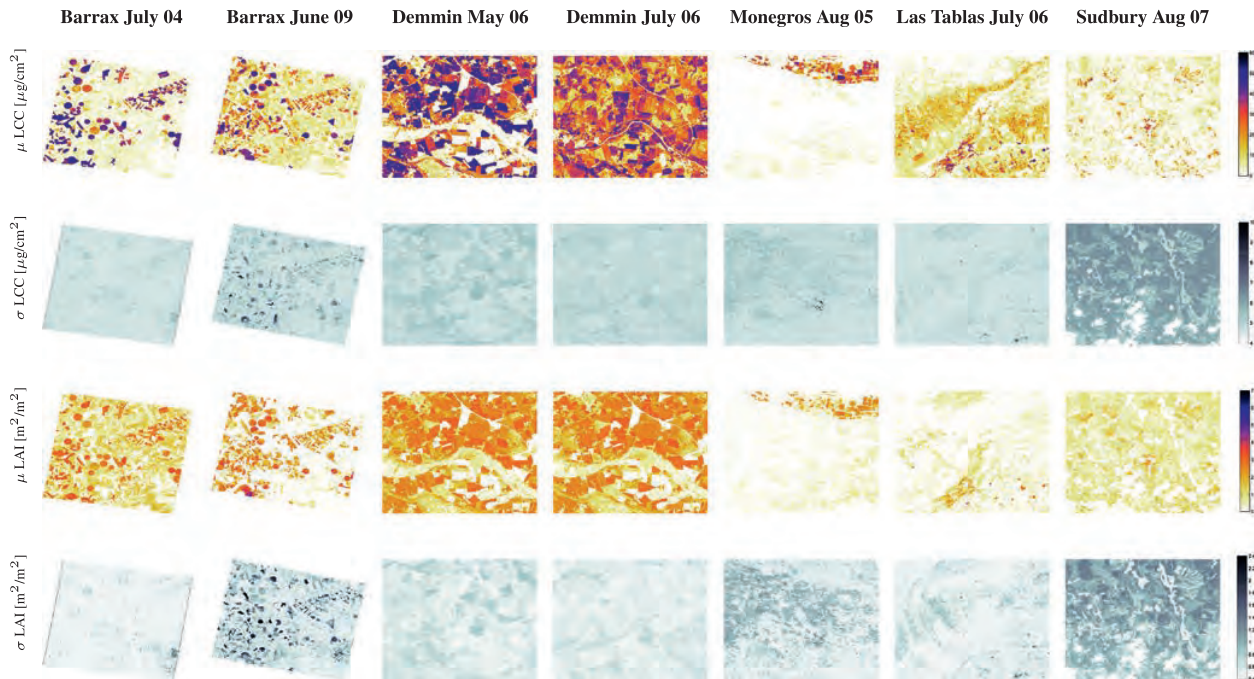 Barrax July 04 Barrax June 09 Demmin May 06 Demmin July 06 Monegros Aug 05 Las Tablas July 06 Sudbury Aug 07
μ LCC [μg/cm²]
σ LCC [μg/cm²]
μ LAI [m²/m²]
σ LAI [m²/m²]